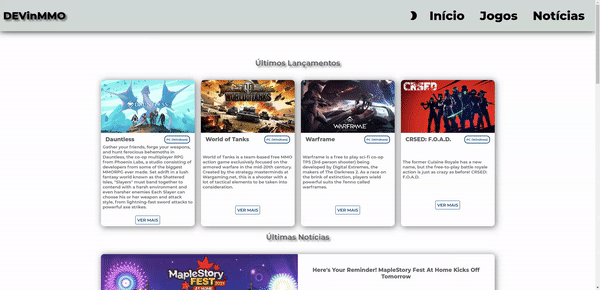 DEVinMMO
Início
Jogos
Notícias
Últimos Lançamentos
WORLD OF TANKS
WARFRAME
CRSED
Dauntless
PC (Windows)
Gather your friends, forge your weapons,
and hunt ferocious behemoths in
Dauntless, the co-op multiplayer RPG
from Phoenix Labs, a studio consisting of
developers from some of the biggest
MMORPG ever made. Set adrift in a lush
fantasy world known as the Shattered
Isles, "Slayers" must band together to
contend with a harsh environment and
even harsher enemies Each Slayer can
choose his or her weapon and attack
style, from lightning-fast sword attacks to
powerful axe strikes.
VER MAIS
World of Tanks
PC (Windows)
World of Tanks is a team-based free MMO
action game exclusively focused on the
armored warfare in the mid-20th century.
Created by the strategy masterminds at
Wargaming.net, this is a shooter with a
lot of tactical elements to be taken into
consideration.
VER MAIS
Warframe
PC (Windows)
Warframe is a free to play sci-fi co-op
TPS (3rd person shooter) being
developed by Digital Extremes, the
makers of The Darkness 2. As a race on
the brink of extinction, players wield
powerful suits the Tenno called
warframes.
VER MAIS
CRSED: F.O.A.D.
PC (Windows)
The former Cuisine Royale has a new
name, but the free-to-play battle royale
action is just as crazy as before! CRSED:
F.O.A.D.
VER MAIS
Últimas Notícias
MapleStory
FEST
AT HOME
2021
Here's Your Reminder! MapleStory Fest At Home Kicks Off
Tomorrow